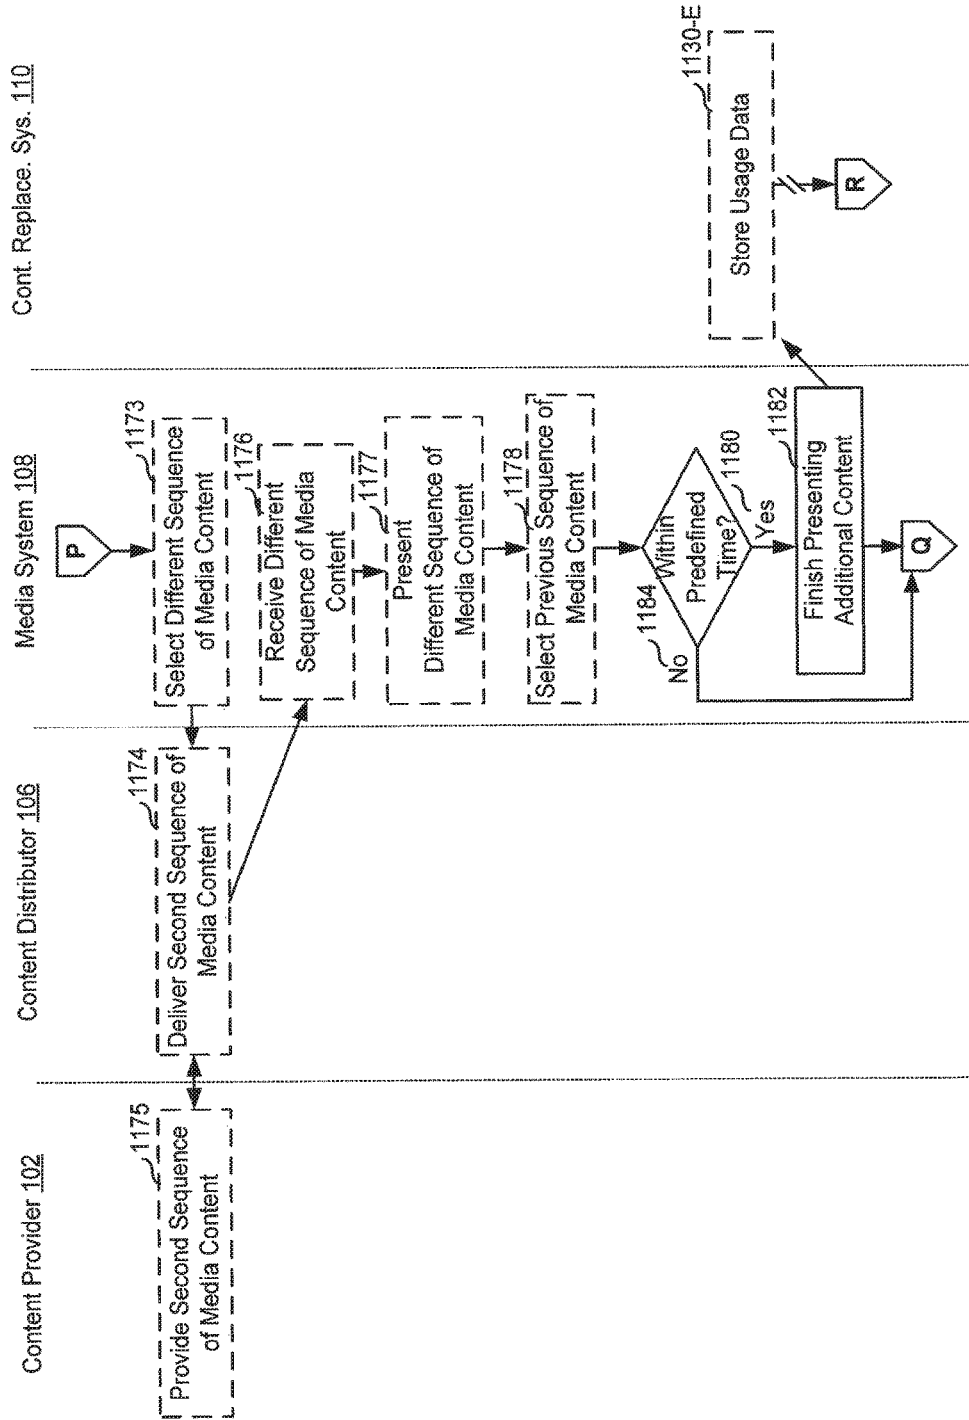 Content Provider 102
Content Distributor 106
Media System 108
Cont. Replace. Sys. 110
P
1173
Select Different Sequence
of Media Content
1174
Deliver Second Sequence of
Media Content
1175
Provide Second Sequence
of Media Content
1176
Receive Different
Sequence of Media
Content
1177
Present
Different Sequence of
Media Content
1178
Select Previous Sequence of
Media Content
Within
Predefined
Time?
1184
No
1180
Yes
1182
Finish Presenting
Additional Content
Q
1130-E
Store Usage Data
R